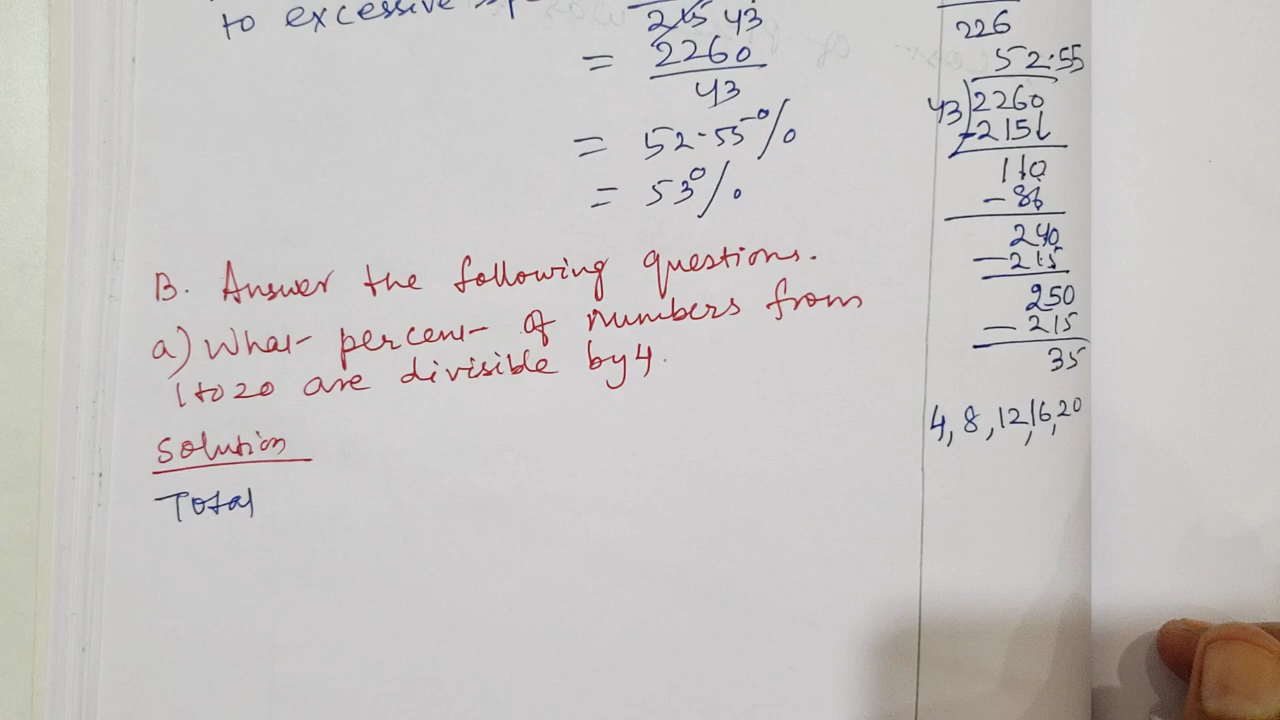 to excessive
215 43
= 2260
43
= 52.55%
= 53%
B. Answer the following questions.
a) What percent of numbers from
1 to 20 are divisible by 4.
Solution
Total
226
52.55
43)2260
-215↓
110
- 86
240
- 215
250
- 215
35
4, 8, 12, 16, 20